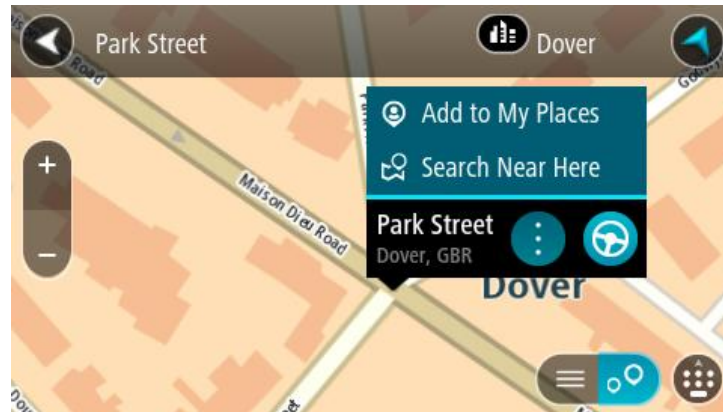 Park Street
Dover
Add to My Places
Search Near Here
Park Street
Dover, GBR
Maison Dieu Road
Dover